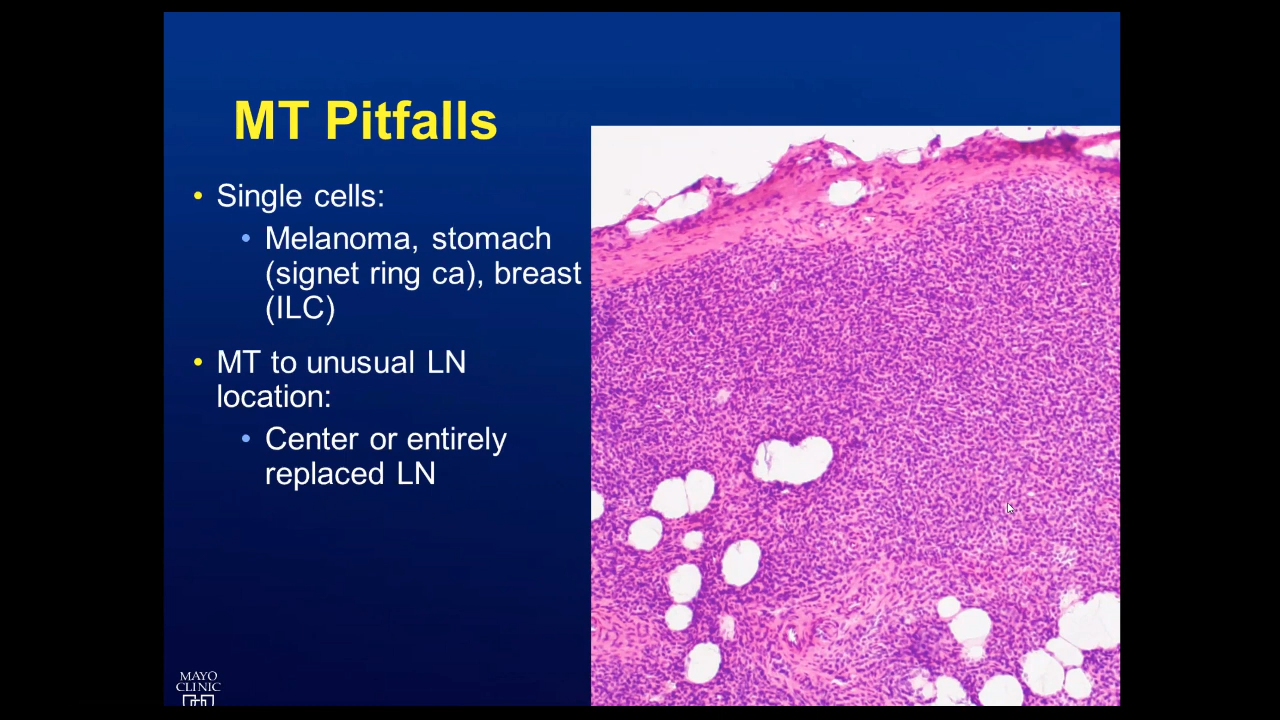 MT Pitfalls
• Single cells:
• Melanoma, stomach
(signet ring ca), breast
(ILC)
• MT to unusual LN
location:
• Center or entirely
replaced LN
MAYO
CLINIC